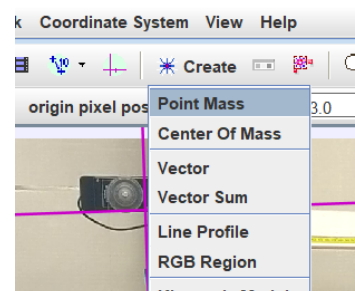 Coordinate System View Help
Create
origin pixel pos 3.0
Point Mass
Center Of Mass
Vector
Vector Sum
Line Profile
RGB Region